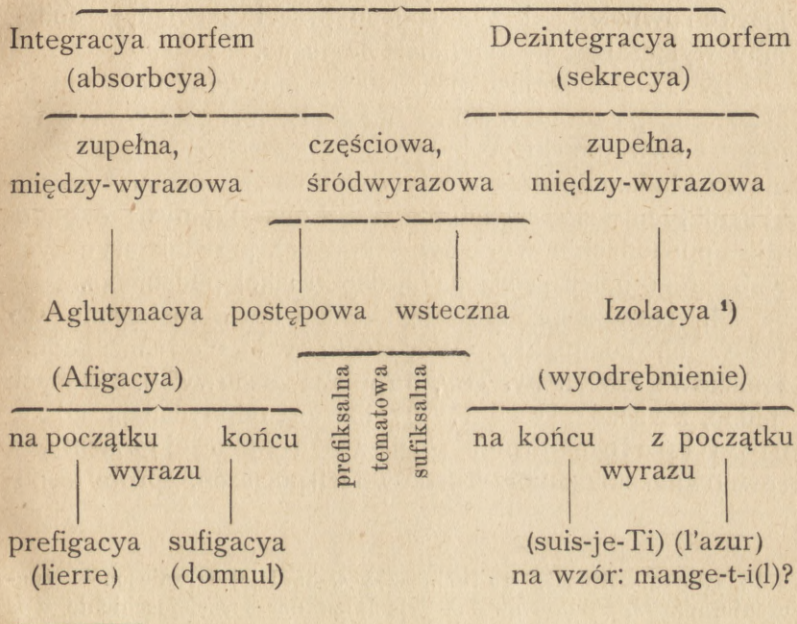 Integracya morfem Dezintegracya morfem
(absorbcya) (sekrecya)
zupełna, częściowa, zupełna,
między-wyrazowa śródwyrazowa między-wyrazowa
Aglutynacya postępowa wsteczna Izolacya ¹)
(Afigacya) (wyodrębnienie)
prefiksalna
tematowa
sufiksalna
na początku końcu na końcu z początku
wyrazu wyrazu
prefigacya sufigacya (suis-je-Ti) (l'azur)
(lierre) (domnul) na wzór: mange-t-i(l)?